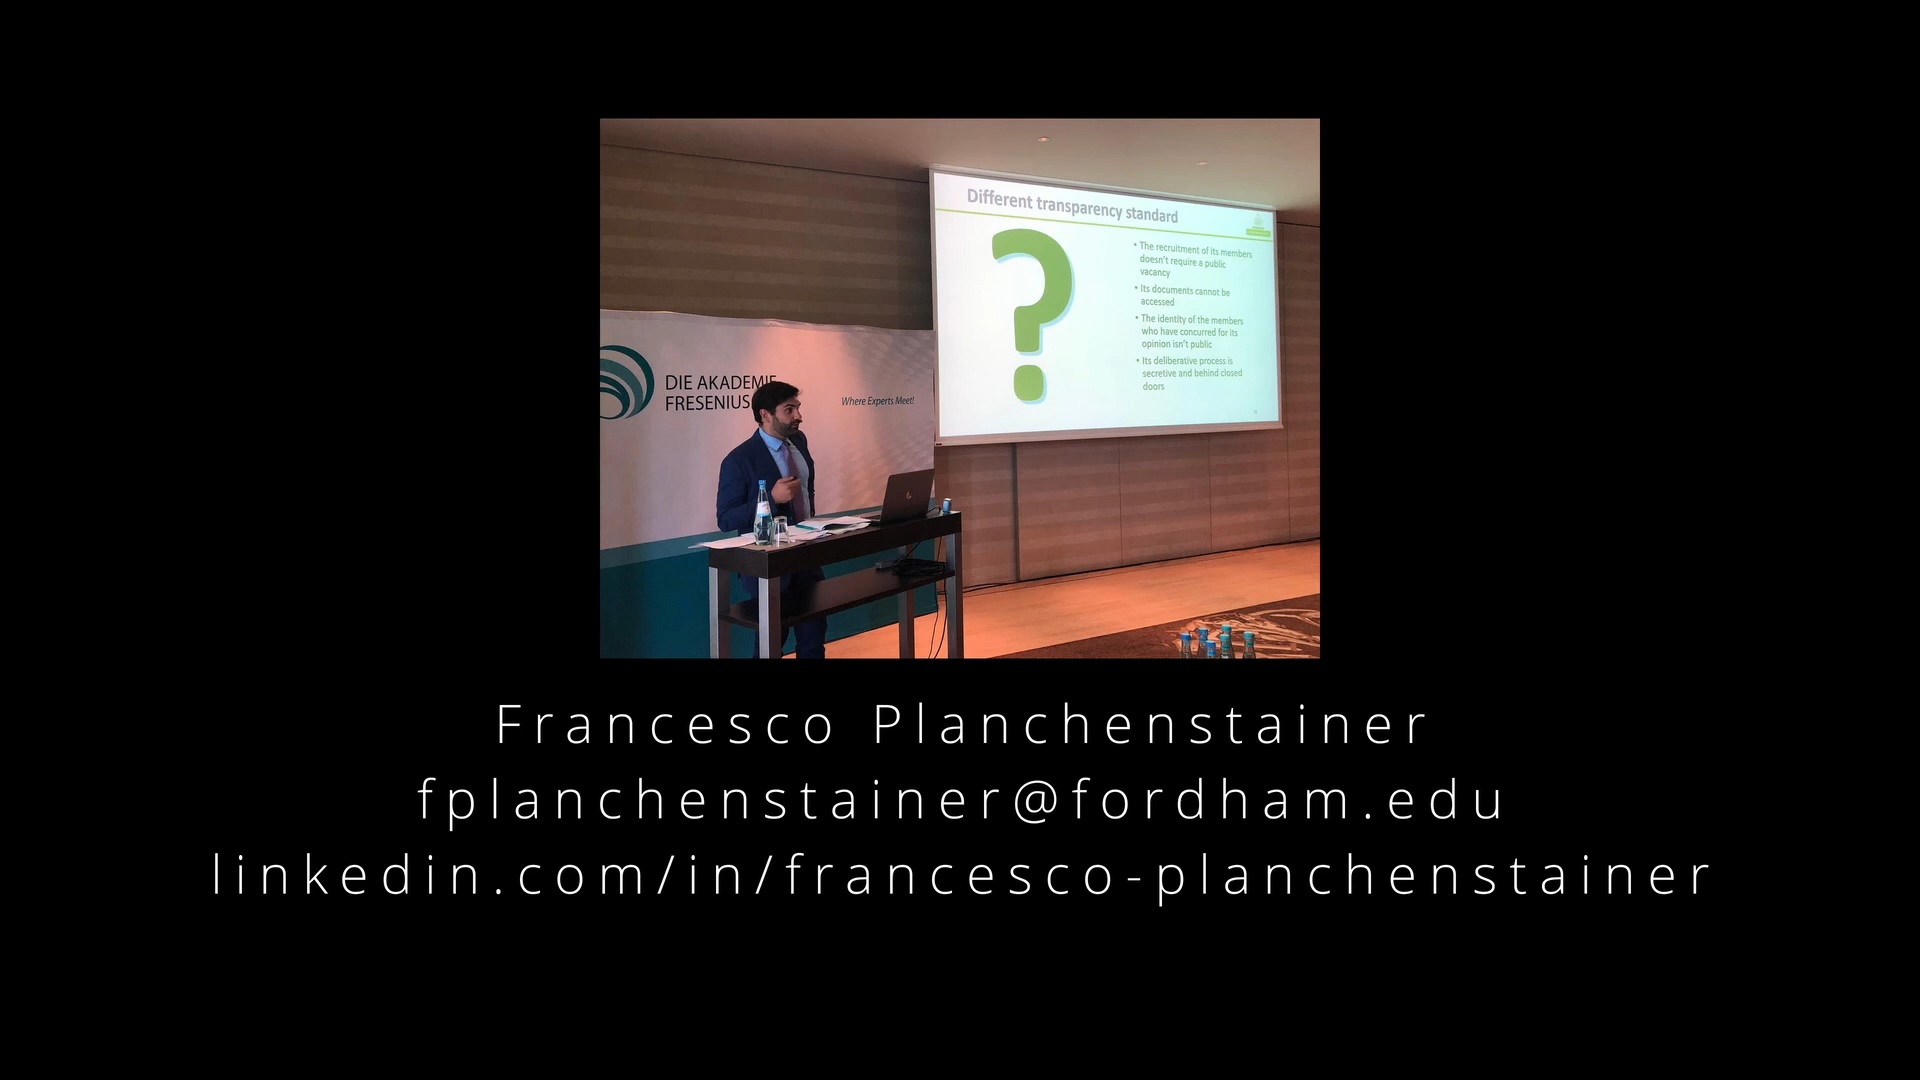 Different transparency standard
• The recruitment of its members
doesn't require a public
vacancy
• Its documents cannot be
accessed
• The identity of the members
who have concurred for its
opinion isn't public
• Its deliberative process is
secretive and behind closed
doors
DIE AKADEMIE
FRESENIUS
Where Experts Meet!
Francesco Planchenstainer
fplanchenstainer@fordham.edu
linkedin.com/in/francesco-planchenstainer